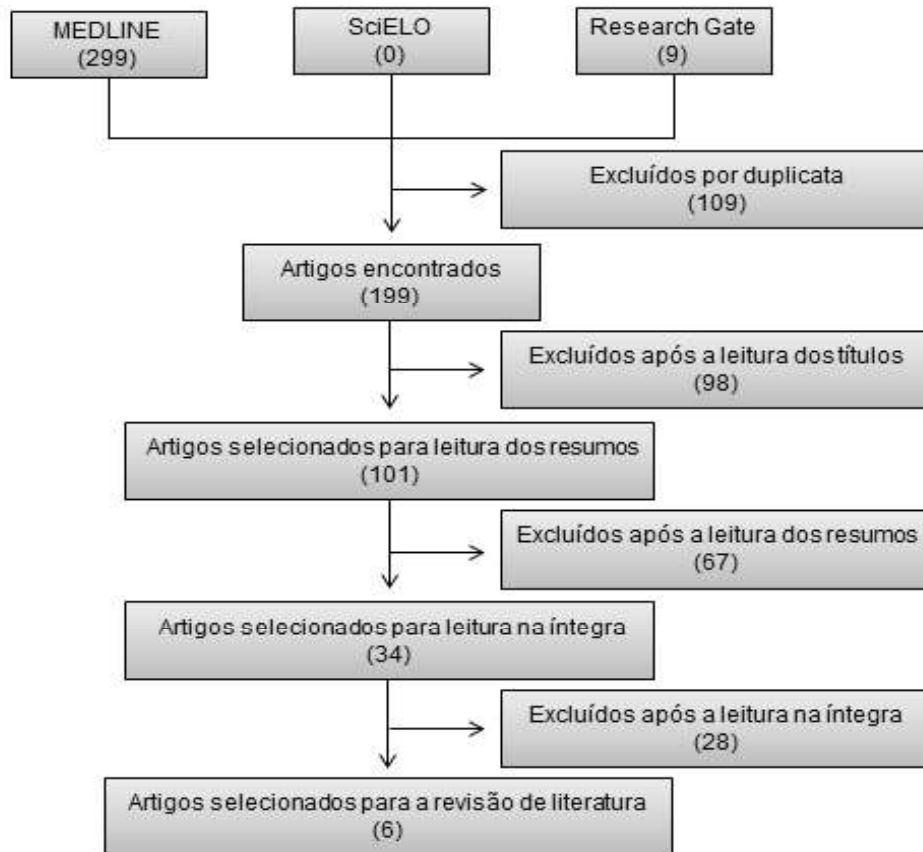 MEDLINE
(299)
SciELO
(0)
Research Gate
(9)
Excluídos por duplicata
(109)
Artigos encontrados
(199)
Excluídos após a leitura dos títulos
(98)
Artigos selecionados para leitura dos resumos
(101)
Excluídos após a leitura dos resumos
(67)
Artigos selecionados para leitura na íntegra
(34)
Excluídos após a leitura na íntegra
(28)
Artigos selecionados para a revisão de literatura
(6)